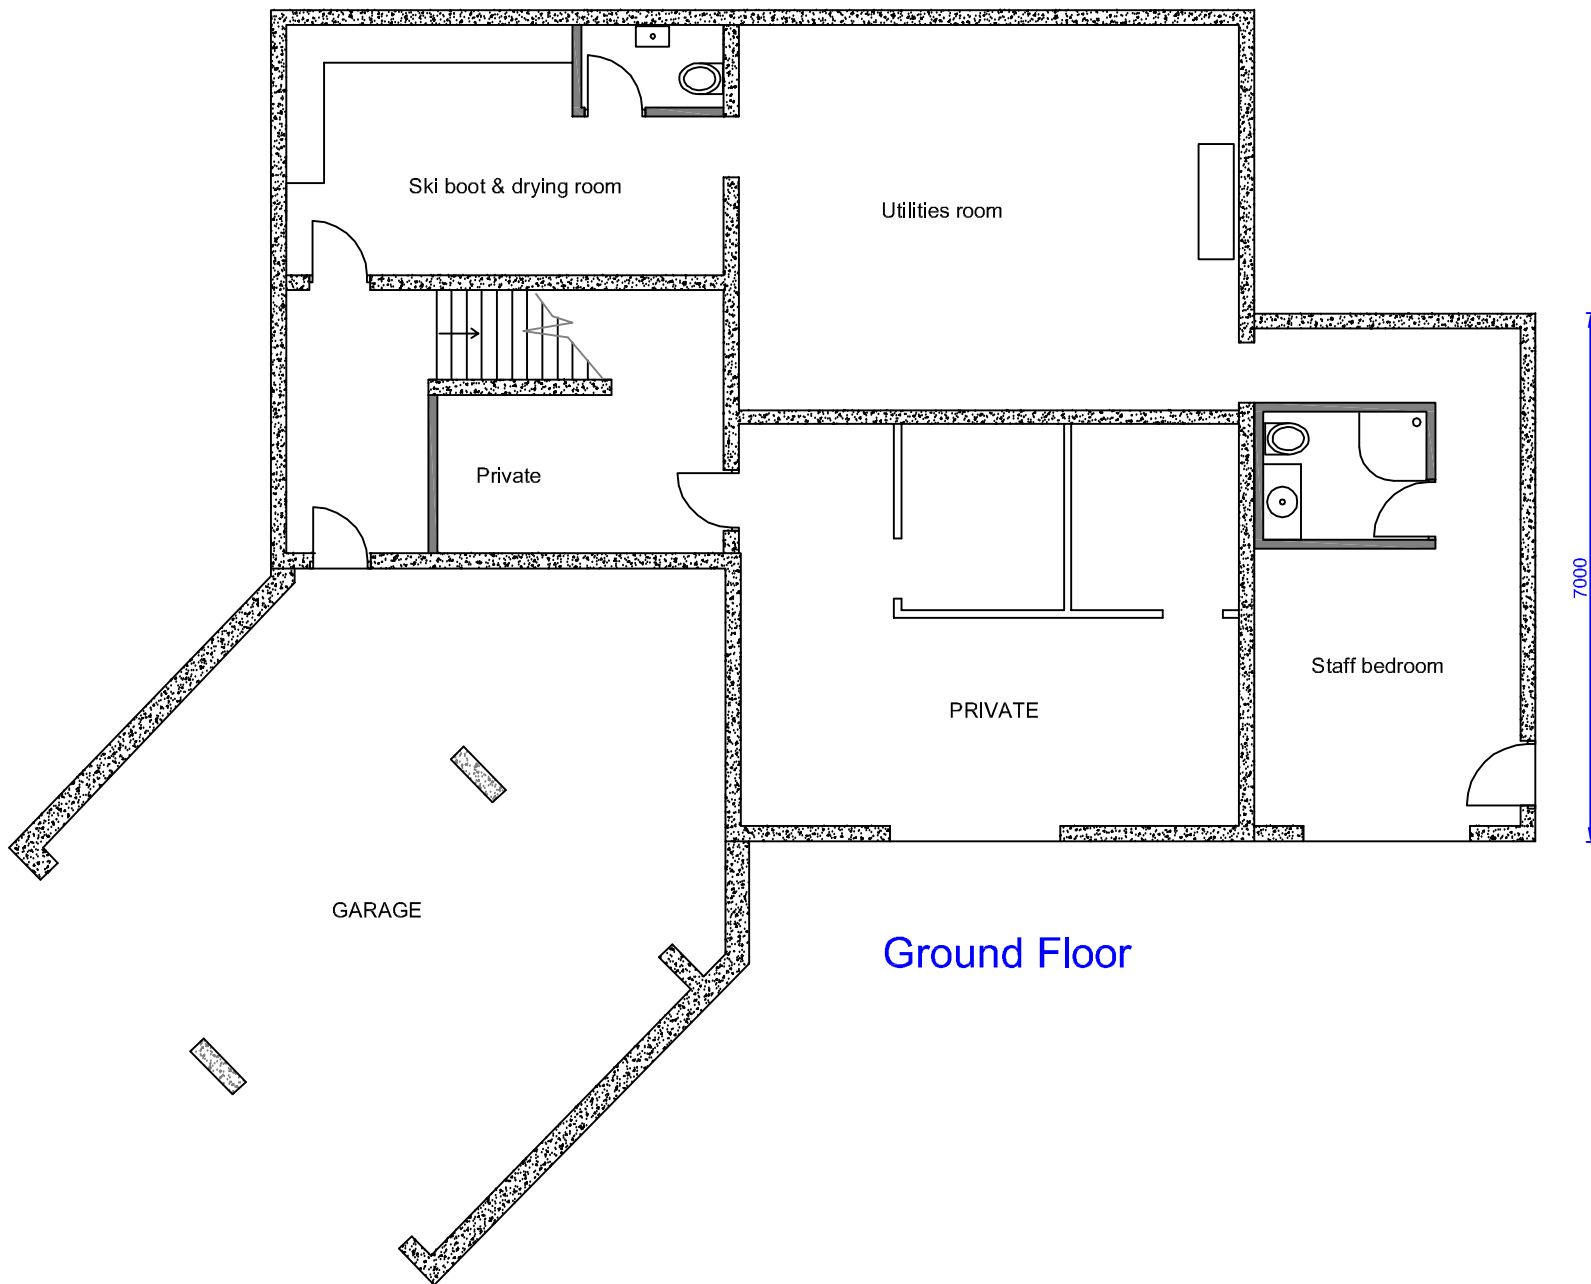 Ski boot & drying room
Utilities room
Private
7000
Staff bedroom
PRIVATE
GARAGE
Ground Floor